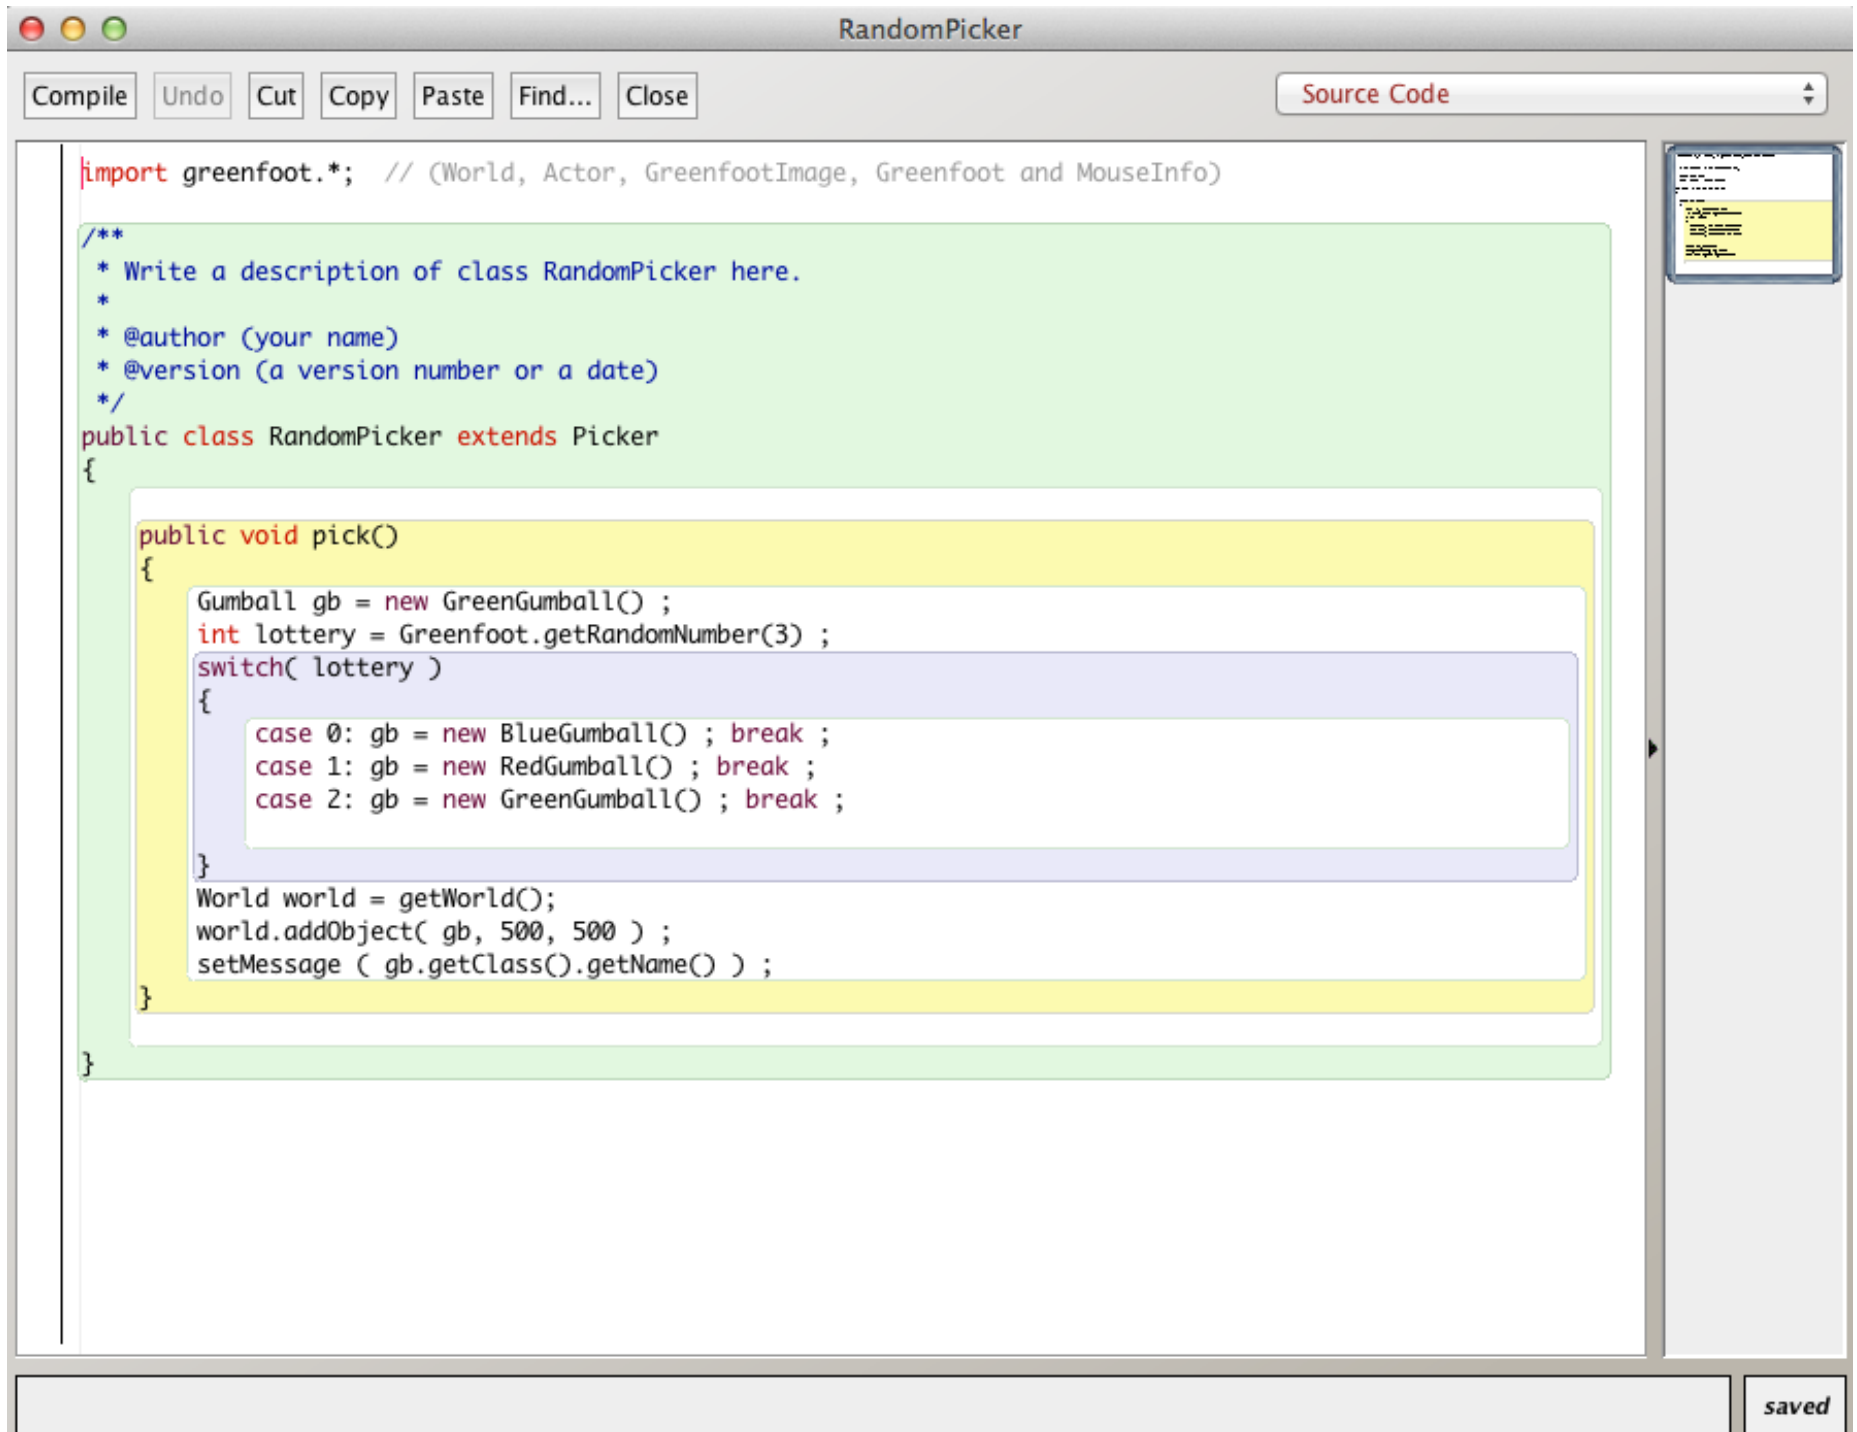 RandomPicker
Compile Undo Cut Copy Paste Find... Close Source Code
import greenfoot.*;  // (World, Actor, GreenfootImage, Greenfoot and MouseInfo)
/**
 * Write a description of class RandomPicker here.
 *
 * @author (your name)
 * @version (a version number or a date)
 */
public class RandomPicker extends Picker
{
    public void pick()
    {
        Gumball gb = new GreenGumball() ;
        int lottery = Greenfoot.getRandomNumber(3) ;
        switch( lottery )
        {
            case 0: gb = new BlueGumball() ; break ;
            case 1: gb = new RedGumball() ; break ;
            case 2: gb = new GreenGumball() ; break ;
        }
        World world = getWorld();
        world.addObject( gb, 500, 500 ) ;
        setMessage ( gb.getClass().getName() ) ;
    }
}
saved